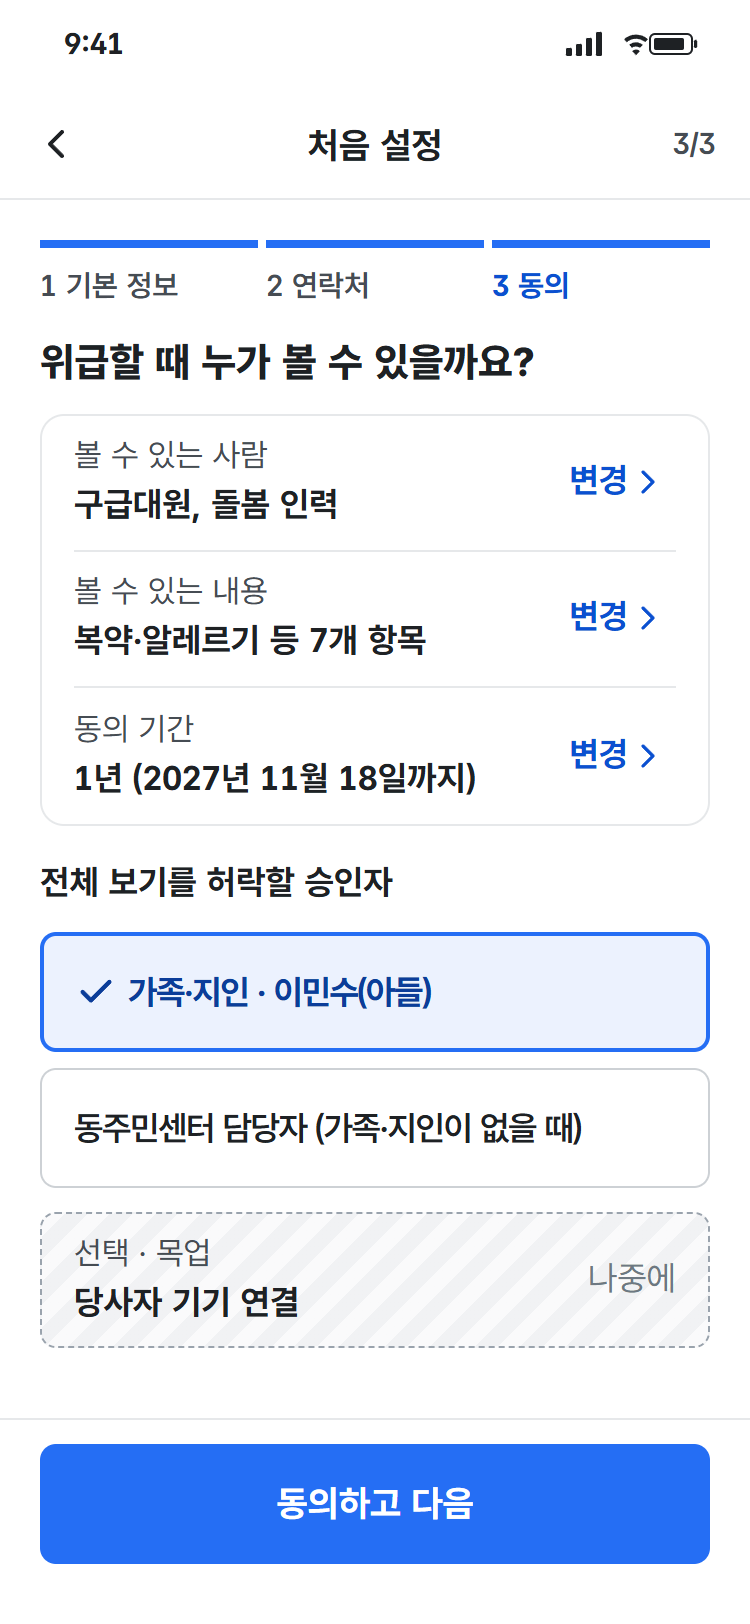 9:41
처음 설정
3/3
1 기본 정보
2 연락처
3 동의
위급할 때 누가 볼 수 있을까요?
볼 수 있는 사람
구급대원, 돌봄 인력
변경
볼 수 있는 내용
복약·알레르기 등 7개 항목
변경
동의 기간
1년 (2027년 11월 18일까지)
변경
전체 보기를 허락할 승인자
가족·지인 · 이민수(아들)
동주민센터 담당자 (가족·지인이 없을 때)
선택 · 목업
당사자 기기 연결
나중에
동의하고 다음